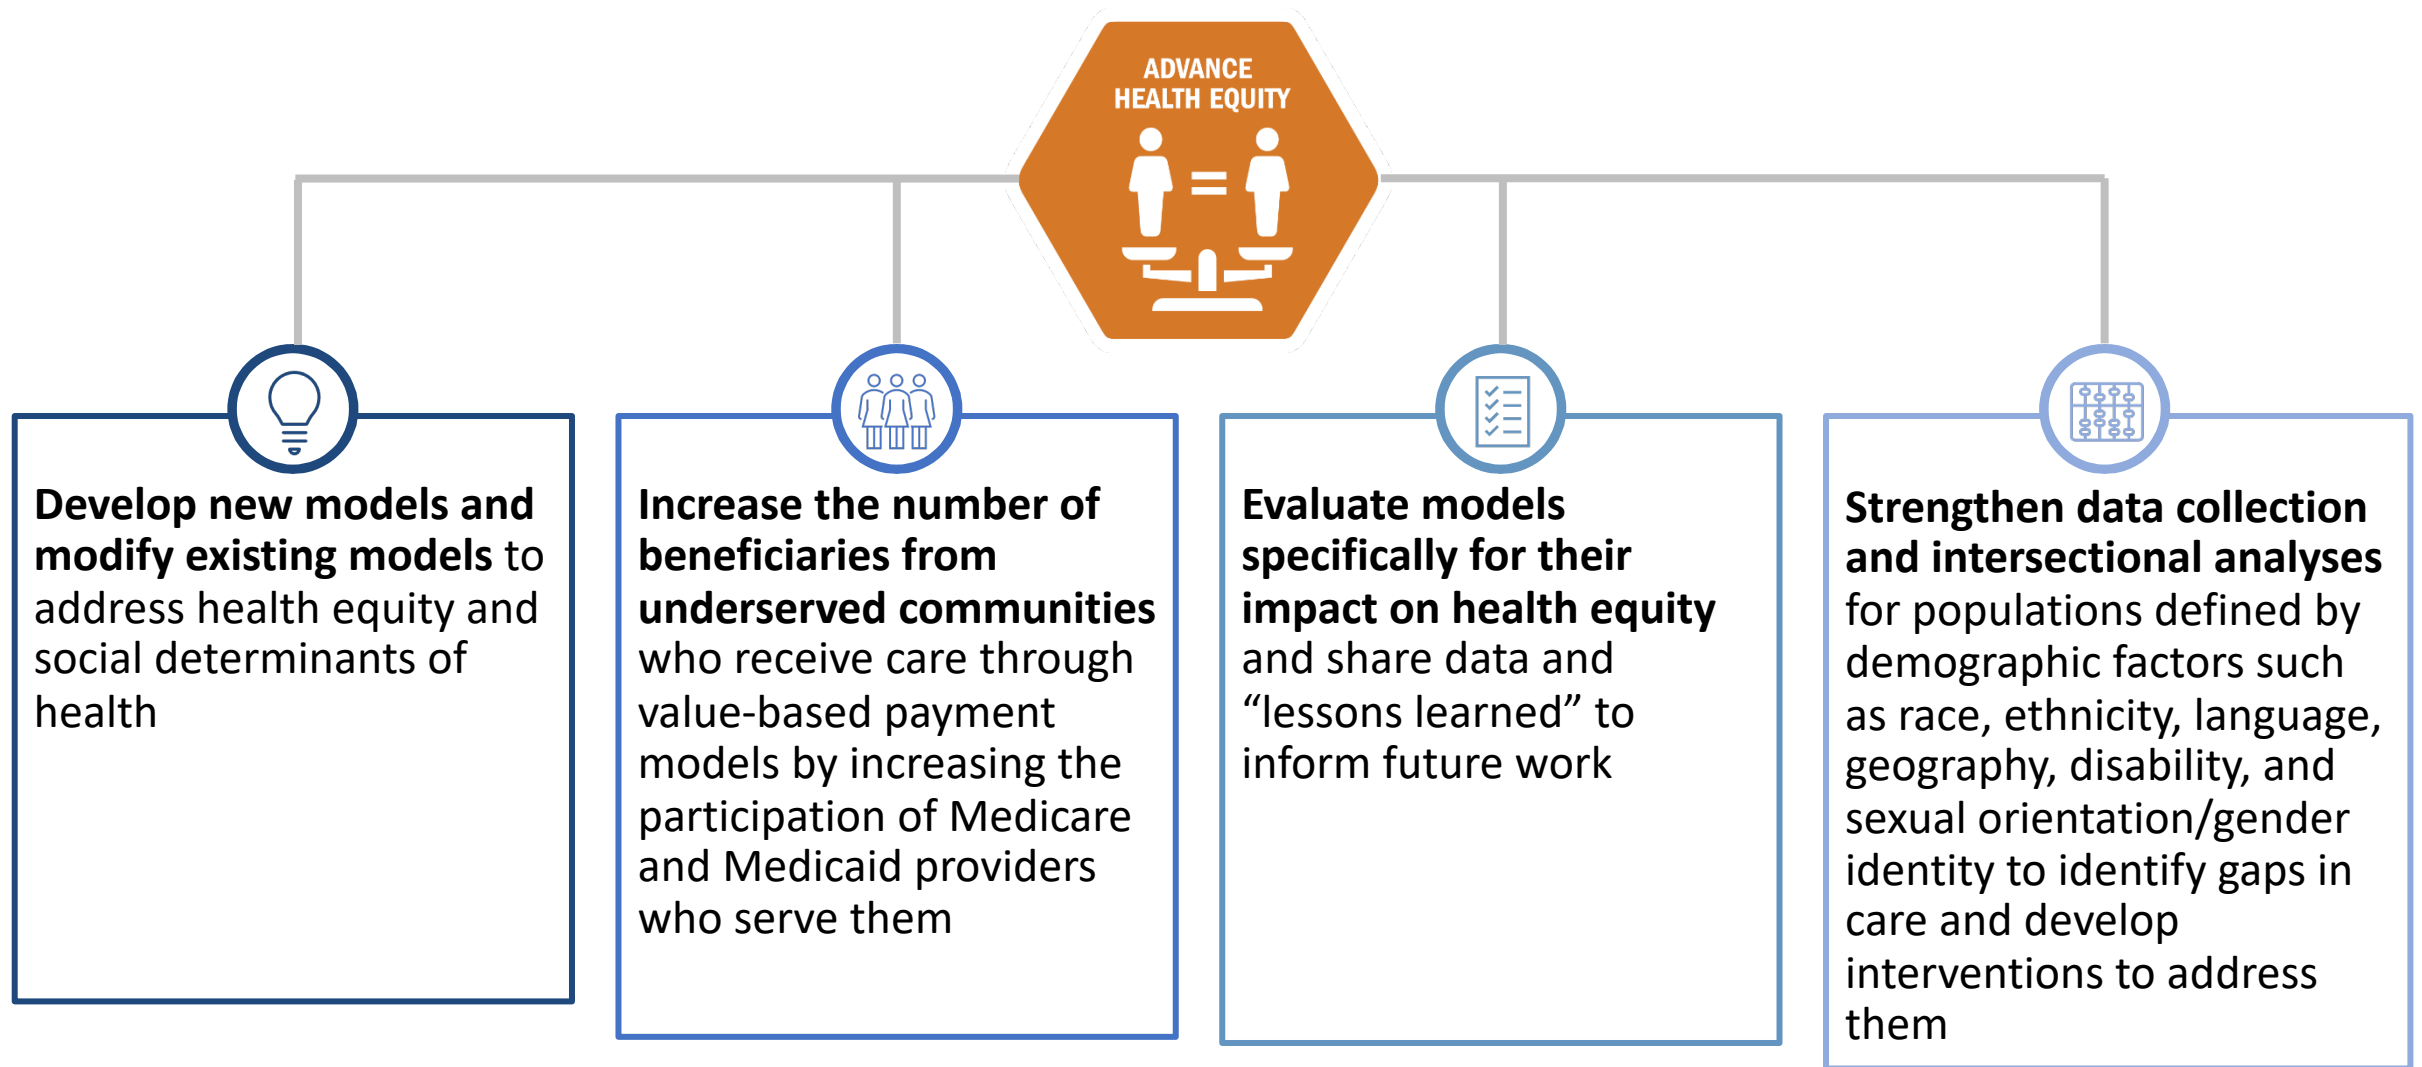 ADVANCE
HEALTH EQUITY
Develop new models and
modify existing models to
address health equity and
social determinants of
health
Increase the number of
beneficiaries from
underserved communities
who receive care through
value-based payment
models by increasing the
participation of Medicare
and Medicaid providers
who serve them
Evaluate models
specifically for their
impact on health equity
and share data and
“lessons learned” to
inform future work
Strengthen data collection
and intersectional analyses
for populations defined by
demographic factors such
as race, ethnicity, language,
geography, disability, and
sexual orientation/gender
identity to identify gaps in
care and develop
interventions to address
them